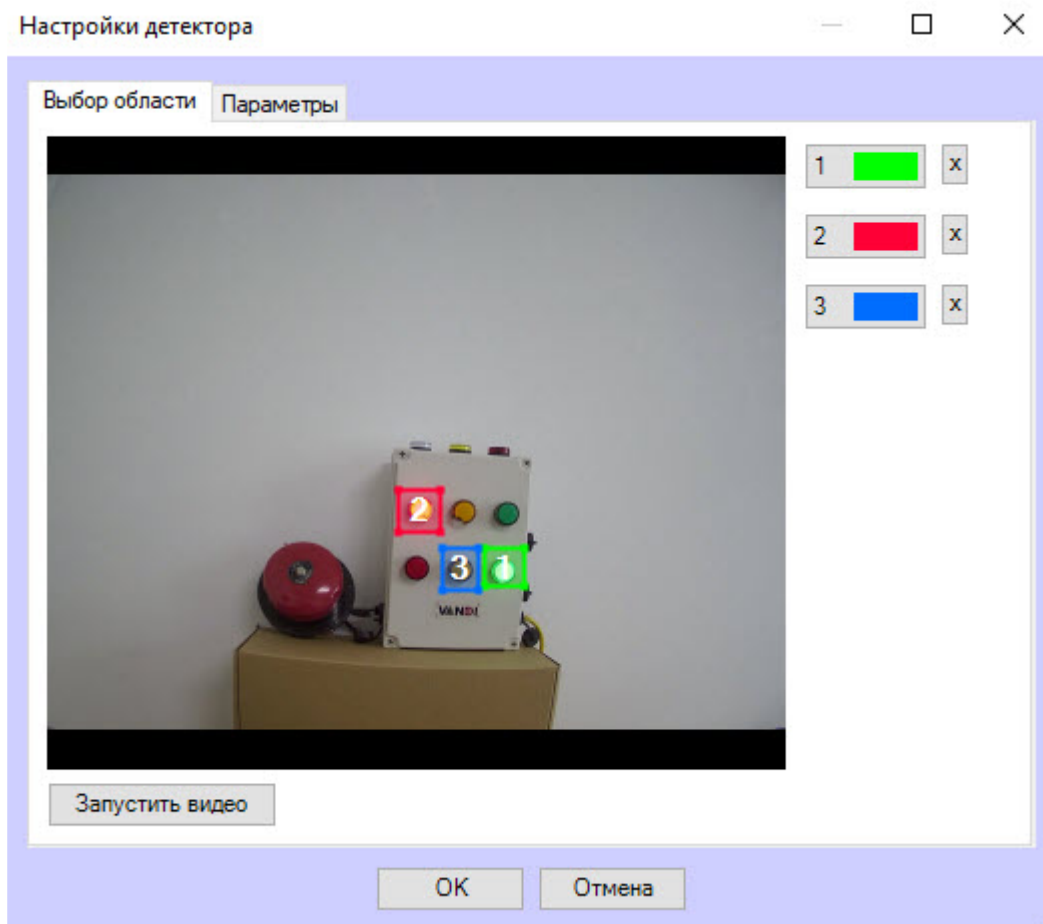 Настройки детектора
Выбор области Параметры
1 x
2 x
3 x
2
3 1
VANDI
Запустить видео
OK Отмена